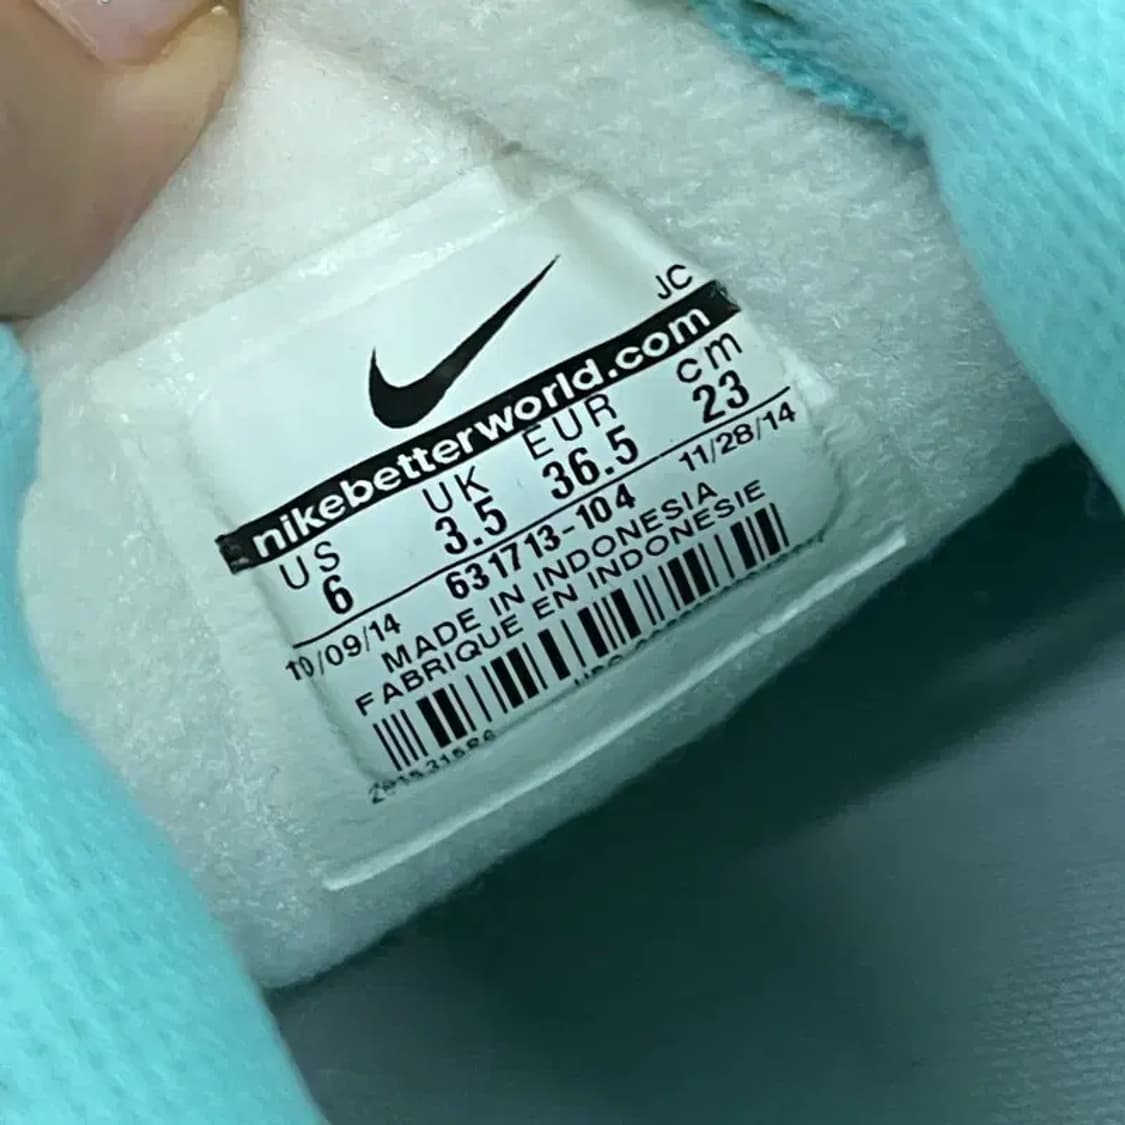 JC
nikebetterworld.com
US UK EUR cm
6 3.5 36.5 23
10/09/14 631713-104 11/28/14
MADE IN INDONESIA
FABRIQUE EN INDONESIE